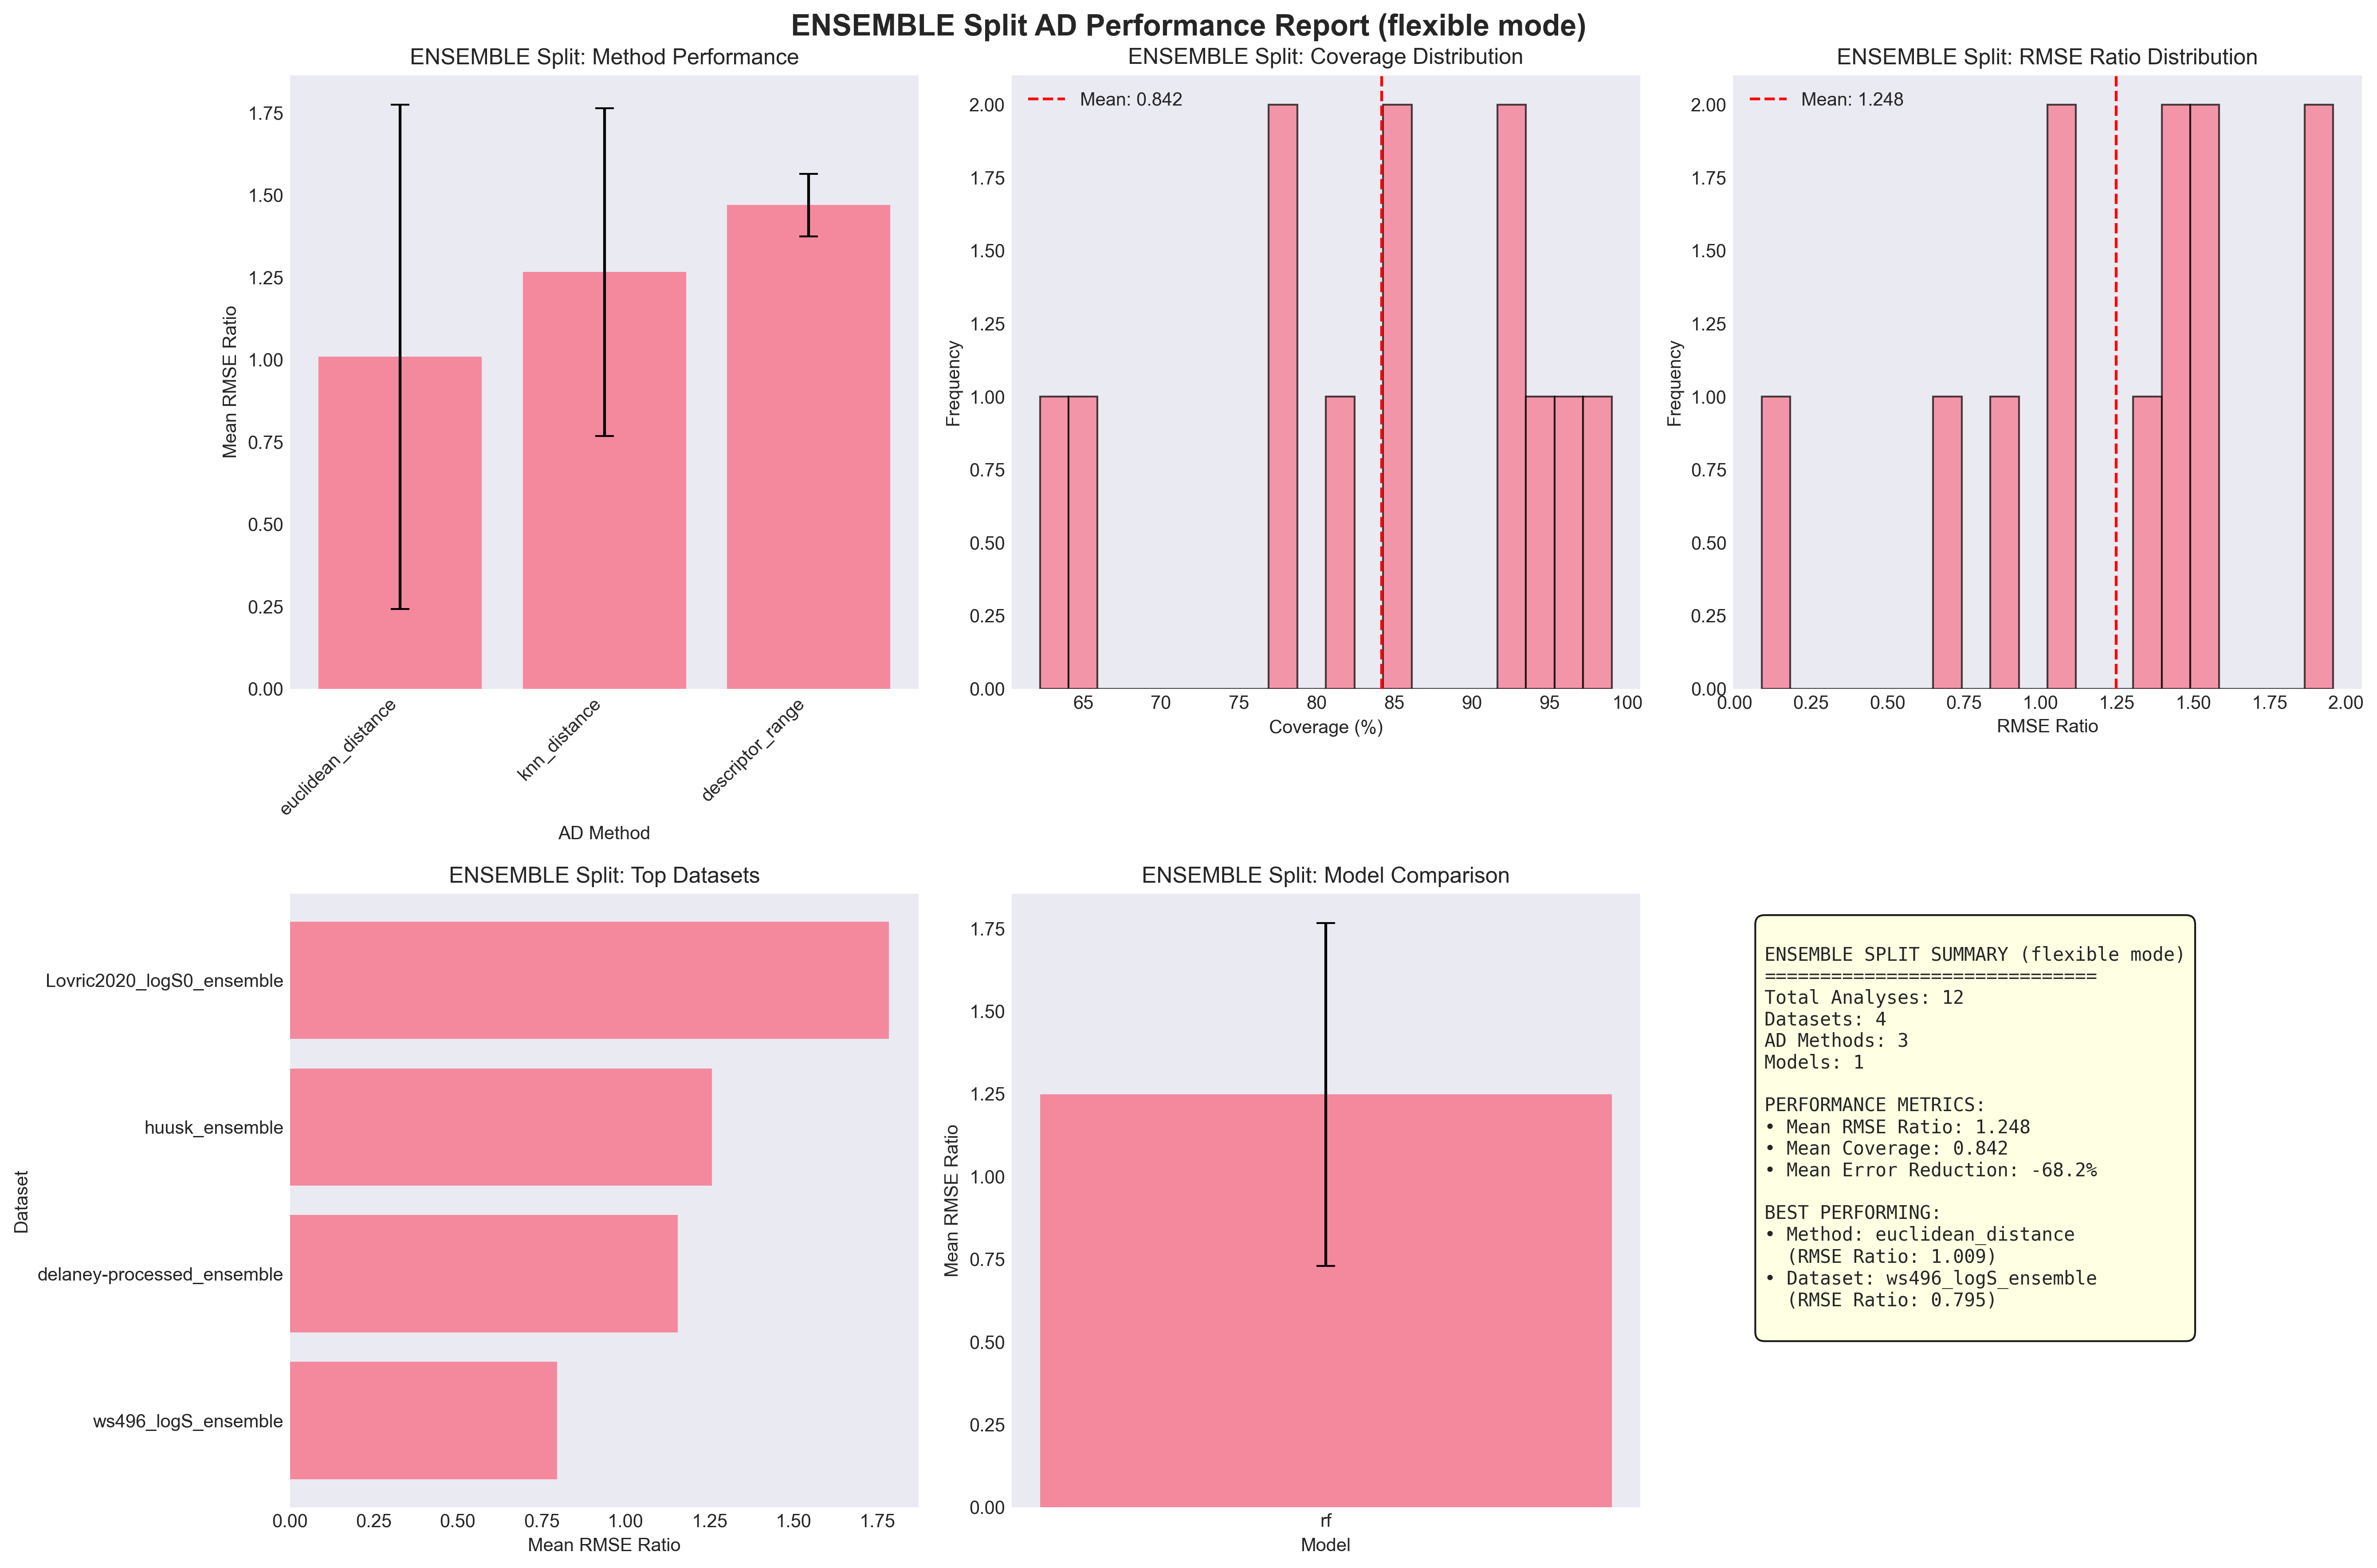 ENSEMBLE Split AD Performance Report (flexible mode)
ENSEMBLE Split: Method Performance
1.75
1.50
1.25
1.00
0.75
0.50
0.25
0.00
Mean RMSE Ratio
euclidean_distance
knn_distance
descriptor_range
AD Method
ENSEMBLE Split: Coverage Distribution
Mean: 0.842
2.00
1.75
1.50
1.25
1.00
0.75
0.50
0.25
0.00
Frequency
65 70 75 80 85 90 95 100
Coverage (%)
ENSEMBLE Split: RMSE Ratio Distribution
Mean: 1.248
2.00
1.75
1.50
1.25
1.00
0.75
0.50
0.25
0.00
Frequency
0.00 0.25 0.50 0.75 1.00 1.25 1.50 1.75 2.00
RMSE Ratio
ENSEMBLE Split: Top Datasets
Lovric2020_logS0_ensemble
huusk_ensemble
delaney-processed_ensemble
ws496_logS_ensemble
Dataset
0.00 0.25 0.50 0.75 1.00 1.25 1.50 1.75
Mean RMSE Ratio
ENSEMBLE Split: Model Comparison
1.75
1.50
1.25
1.00
0.75
0.50
0.25
0.00
Mean RMSE Ratio
rf
Model
ENSEMBLE SPLIT SUMMARY (flexible mode)
==============================
Total Analyses: 12
Datasets: 4
AD Methods: 3
Models: 1
PERFORMANCE METRICS:
• Mean RMSE Ratio: 1.248
• Mean Coverage: 0.842
• Mean Error Reduction: -68.2%
BEST PERFORMING:
• Method: euclidean_distance
(RMSE Ratio: 1.009)
• Dataset: ws496_logS_ensemble
(RMSE Ratio: 0.795)